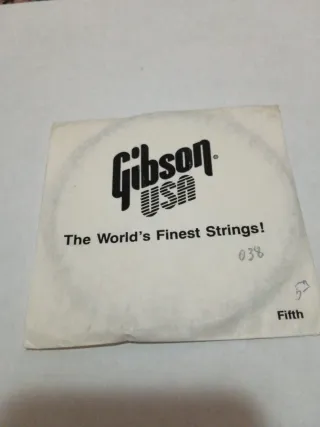 Gibson®
USA
The World's Finest Strings!
038
Fifth